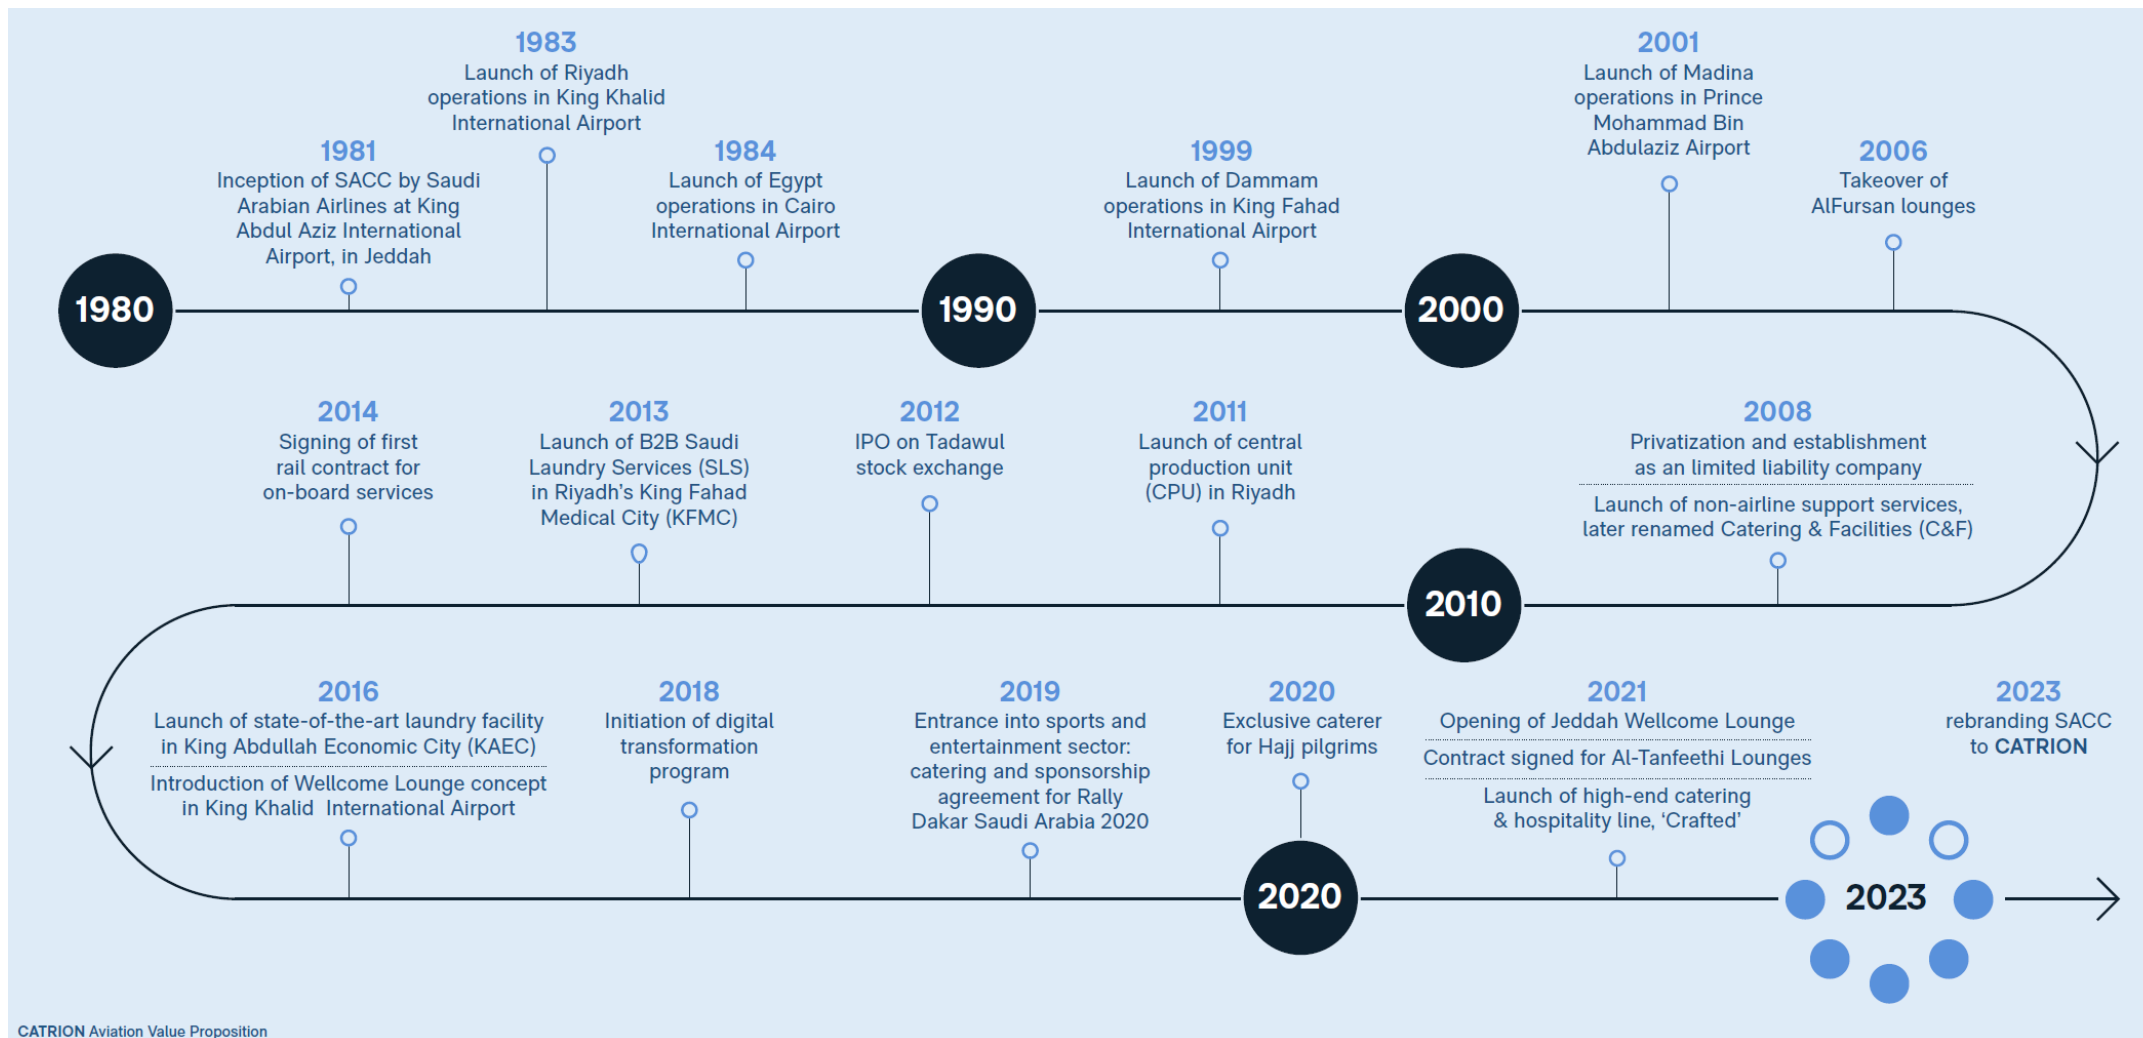 1983
Launch of Riyadh
operations in King Khalid
International Airport
2001
Launch of Madina
operations in Prince
Mohammad Bin
Abdulaziz Airport
1981
Inception of SACC by Saudi
Arabian Airlines at King
Abdul Aziz International
Airport, in Jeddah
1984
Launch of Egypt
operations in Cairo
International Airport
1999
Launch of Dammam
operations in King Fahad
International Airport
2006
Takeover of
AlFursan lounges
1980
1990
2000
2014
Signing of first
rail contract for
on-board services
2013
Launch of B2B Saudi
Laundry Services (SLS)
in Riyadh's King Fahad
Medical City (KFMC)
2012
IPO on Tadawul
stock exchange
2011
Launch of central
production unit
(CPU) in Riyadh
2008
Privatization and establishment
as an limited liability company
Launch of non-airline support services,
later renamed Catering & Facilities (C&F)
2010
2016
Launch of state-of-the-art laundry facility
in King Abdullah Economic City (KAEC)
Introduction of Wellcome Lounge concept
in King Khalid International Airport
2018
Initiation of digital
transformation
program
2019
Entrance into sports and
entertainment sector:
catering and sponsorship
agreement for Rally
Dakar Saudi Arabia 2020
2020
Exclusive caterer
for Hajj pilgrims
2021
Opening of Jeddah Wellcome Lounge
Contract signed for Al-Tanfeethi Lounges
Launch of high-end catering
& hospitality line, 'Crafted'
2023
rebranding SACC
to CATRION
2020
2023
CATRION Aviation Value Proposition